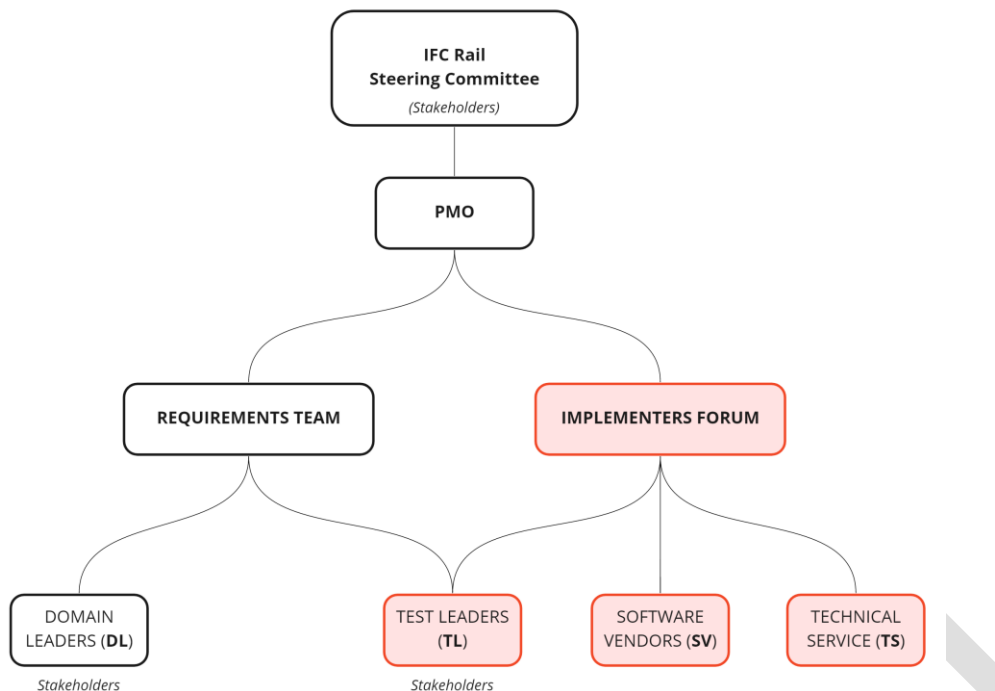 IFC Rail
Steering Committee
(Stakeholders)
PMO
REQUIREMENTS TEAM
IMPLEMENTERS FORUM
DOMAIN
LEADERS (DL)
Stakeholders
TEST LEADERS
(TL)
Stakeholders
SOFTWARE
VENDORS (SV)
TECHNICAL
SERVICE (TS)